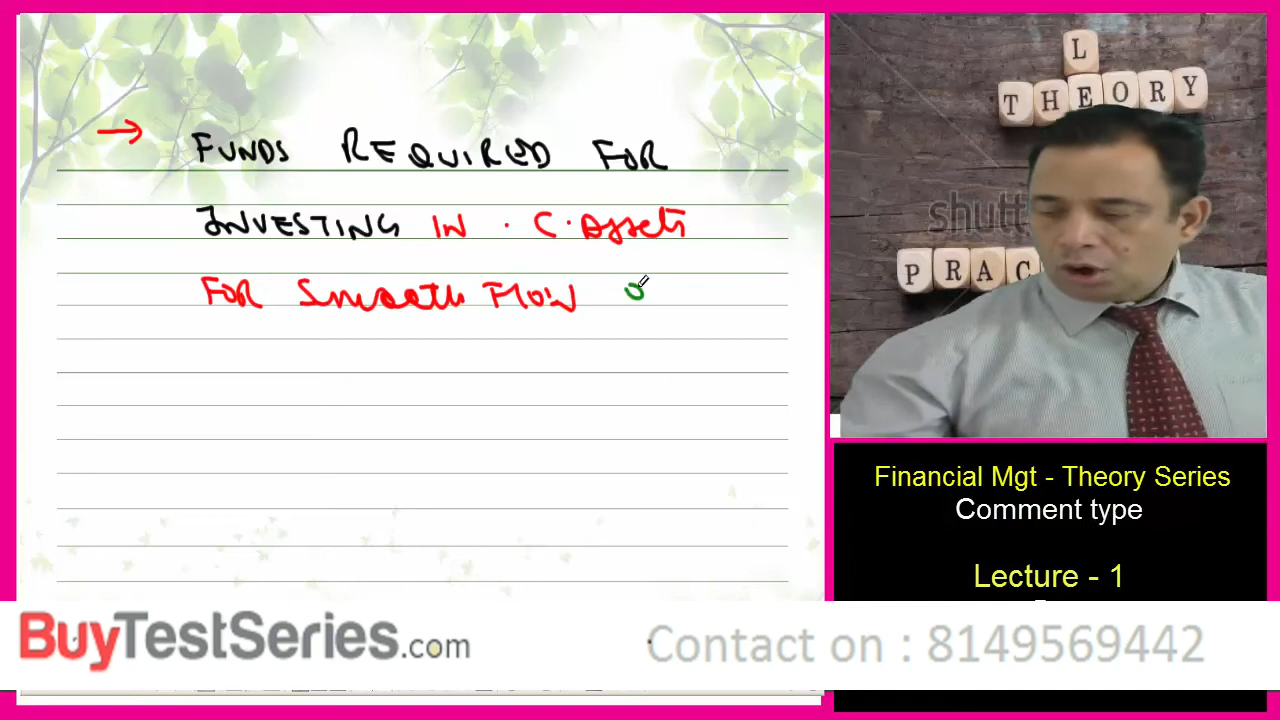 → FUNDS REQUIRED FOR
INVESTING IN . C. Assets
FOR Smooth FLOW
L
THEORY
shutt
PRAC
Financial Mgt - Theory Series
Comment type
Lecture - 1
BuyTestSeries.com
Contact on : 8149569442